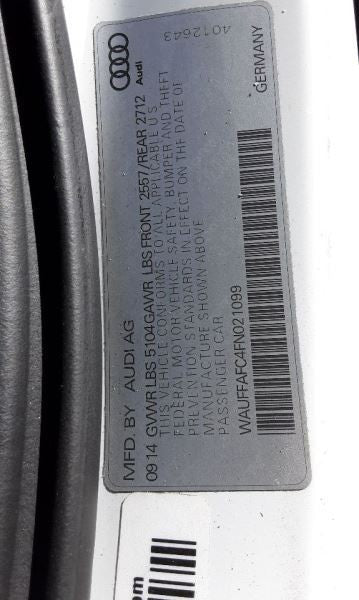 MFD. BY AUDI AG
Audi
4012643
09 14 GVWR LBS 5104 GAWR LBS FRONT 2557/REAR 2712
THIS VEHICLE CONFORMS TO ALL APPLICABLE U S
FEDERAL MOTOR VEHICLE SAFETY, BUMPER AND THEFT
PREVENTION STANDARDS IN EFFECT ON THE DATE OF
MANUFACTURE SHOWN ABOVE
PASSENGER CAR
WAUFFAFC4FN021099
GERMANY
om